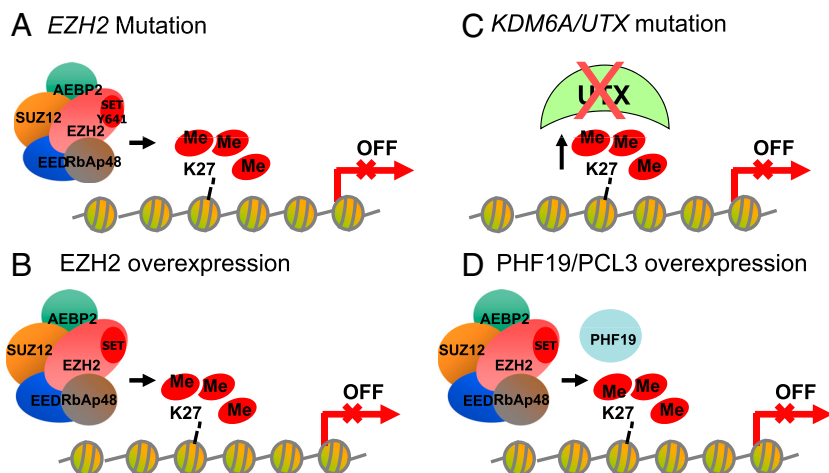 A EZH2 Mutation
AEBP2
SET
SUZ12
Y641
EZH2
EED
RbAp48
Me
Me
Me
K27
OFF
C KDM6A/UTX mutation
UTX
Me
Me
Me
K27
OFF
B EZH2 overexpression
AEBP2
SUZ12
SET
EZH2
EED
RbAp48
Me
Me
Me
K27
OFF
D PHF19/PCL3 overexpression
AEBP2
SUZ12
SET
EZH2
EED
RbAp48
PHF19
Me
Me
Me
K27
OFF